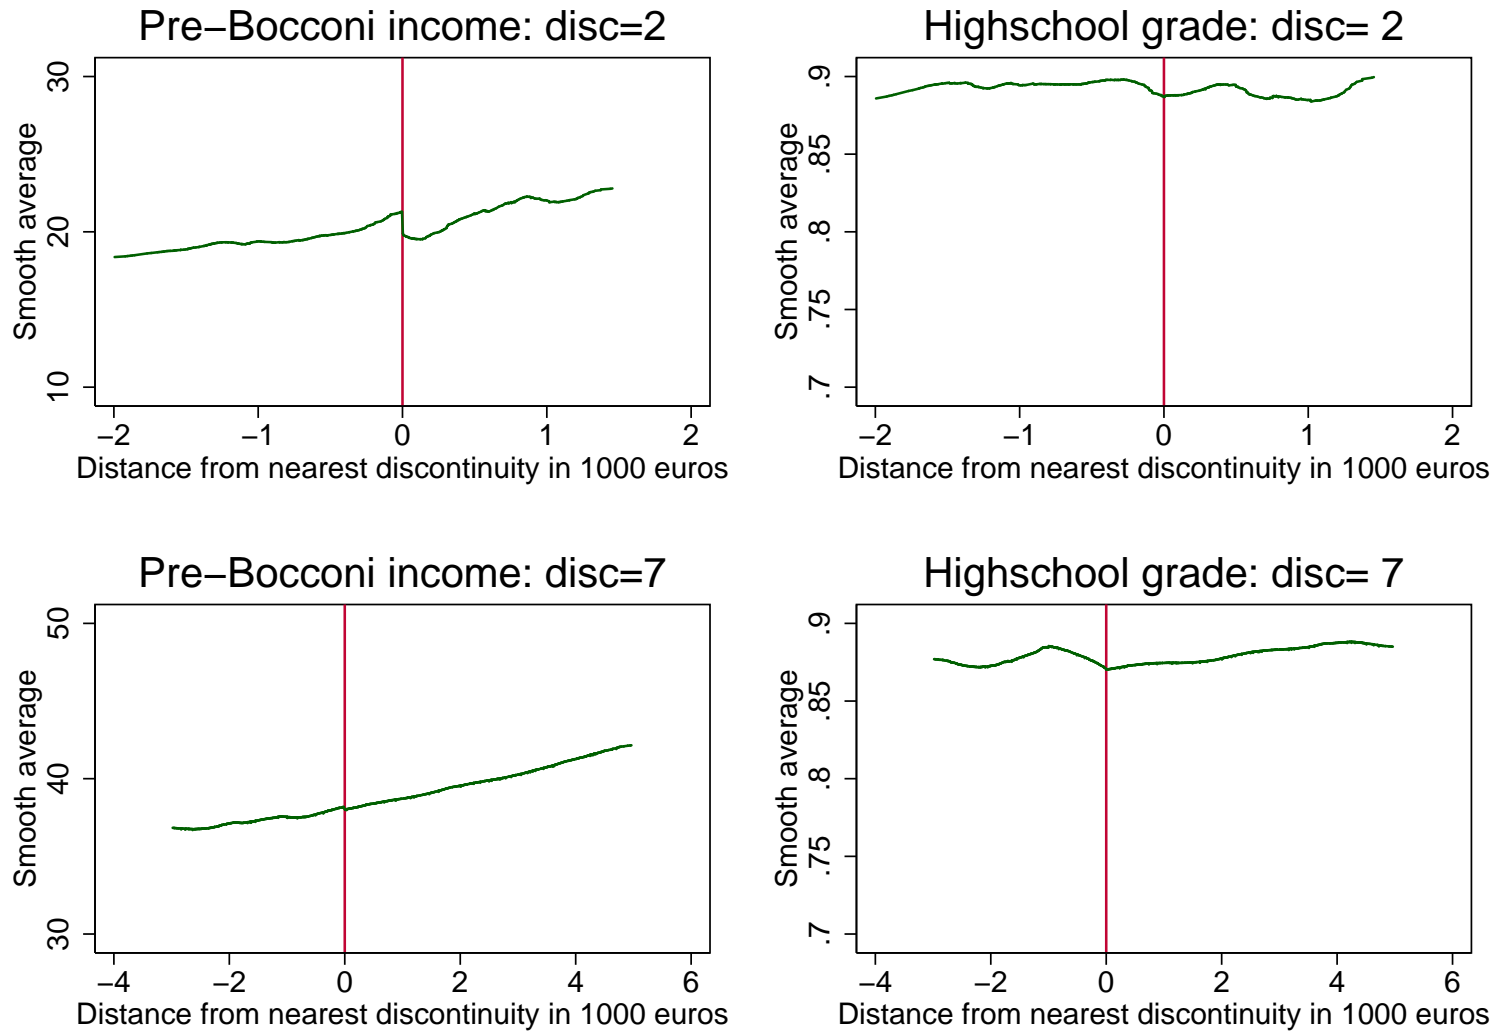 Pre−Bocconi income: disc=2
Smooth average
30
20
10
−2 −1 0 1 2
Distance from nearest discontinuity in 1000 euros
Highschool grade: disc= 2
Smooth average
.9
.85
.8
.75
.7
−2 −1 0 1 2
Distance from nearest discontinuity in 1000 euros
Pre−Bocconi income: disc=7
Smooth average
50
40
30
−4 −2 0 2 4 6
Distance from nearest discontinuity in 1000 euros
Highschool grade: disc= 7
Smooth average
.9
.85
.8
.75
.7
−4 −2 0 2 4 6
Distance from nearest discontinuity in 1000 euros